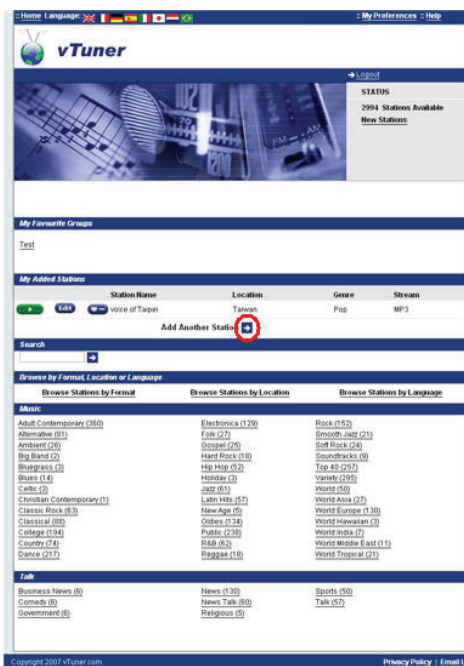 :: Home Language: :: My Preferences :: Help
vTuner
Logout
STATUS
2994 Stations Available
New Stations
AM
My Favourite Groups
Test
My Added Stations
Station Name Location Genre Stream
Edit voice of Taipei Taiwan Pop MP3
Add Another Station
Search
Browse by Format, Location or Language
Browse Stations by Format Browse Stations by Location Browse Stations by Language
Music
Adult Contemporary (360) Electronica (129) Rock (152)
Alternative (81) Folk (27) Smooth Jazz (21)
Ambient (26) Gospel (25) Soft Rock (24)
Big Band (2) Hard Rock (18) Soundtracks (9)
Bluegrass (3) Hip Hop (52) Top 40 (257)
Blues (14) Holiday (3) Variety (295)
Celtic (3) Jazz (61) World (50)
Christian Contemporary (1) Latin Hits (57) World Asia (27)
Classic Rock (63) New Age (5) World Europe (130)
Classical (88) Oldies (134) World Hawaiian (3)
College (194) Public (238) World India (7)
Country (74) R&B (62) World Middle East (11)
Dance (217) Reggae (18) World Tropical (21)
Talk
Business News (6) News (130) Sports (50)
Comedy (6) News Talk (60) Talk (57)
Government (6) Religious (5)
Copyright 2007 vTuner.com Privacy Policy | Email